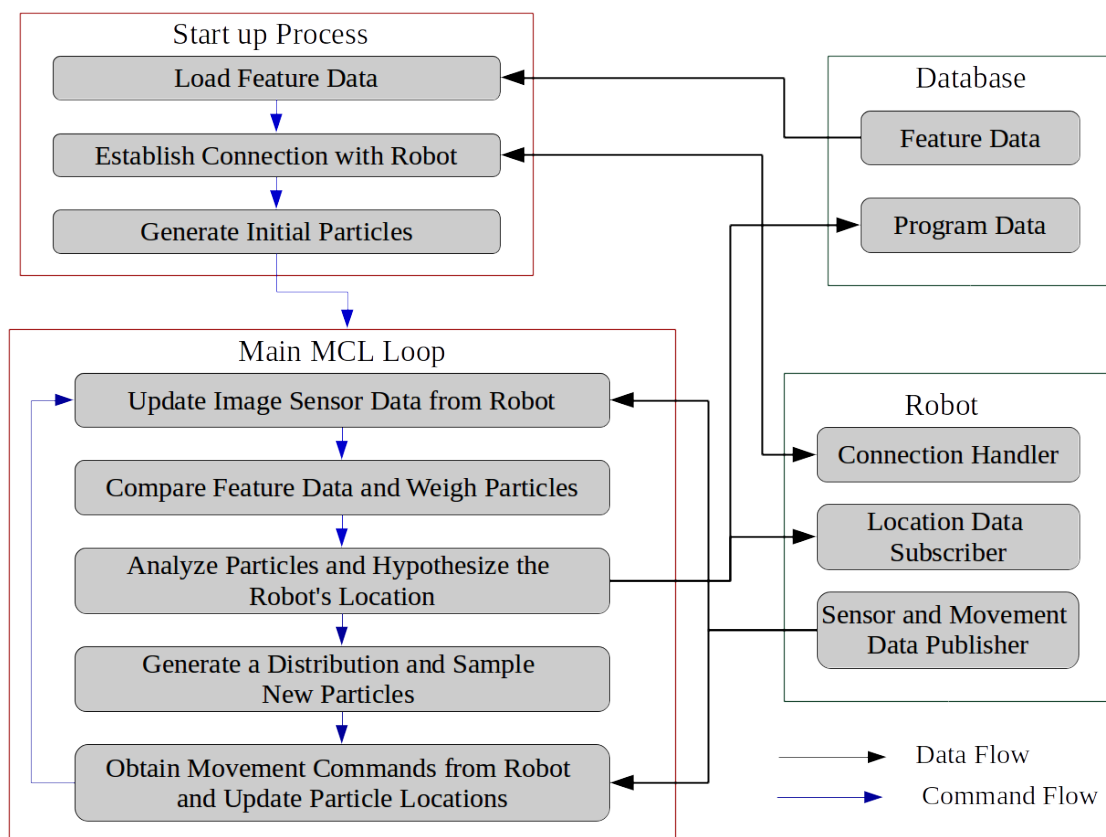 Start up Process
Load Feature Data
Establish Connection with Robot
Generate Initial Particles
Database
Feature Data
Program Data
Main MCL Loop
Update Image Sensor Data from Robot
Compare Feature Data and Weigh Particles
Analyze Particles and Hypothesize the
Robot's Location
Generate a Distribution and Sample
New Particles
Obtain Movement Commands from Robot
and Update Particle Locations
Robot
Connection Handler
Location Data
Subscriber
Sensor and Movement
Data Publisher
Data Flow
Command Flow